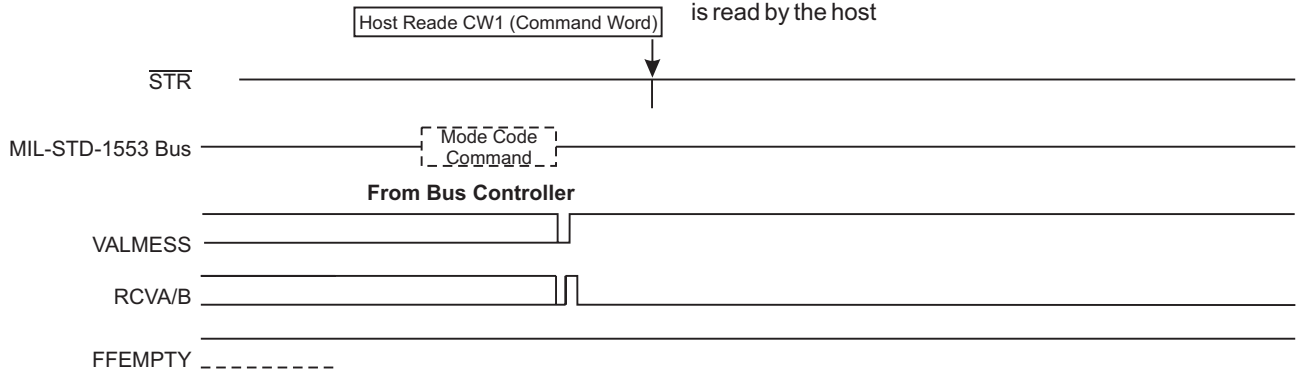 is read by the host
Host Reade CW1 (Command Word)
STR
MIL-STD-1553 Bus
Mode Code
Command
From Bus Controller
VALMESS
RCVA/B
FFEMPTY